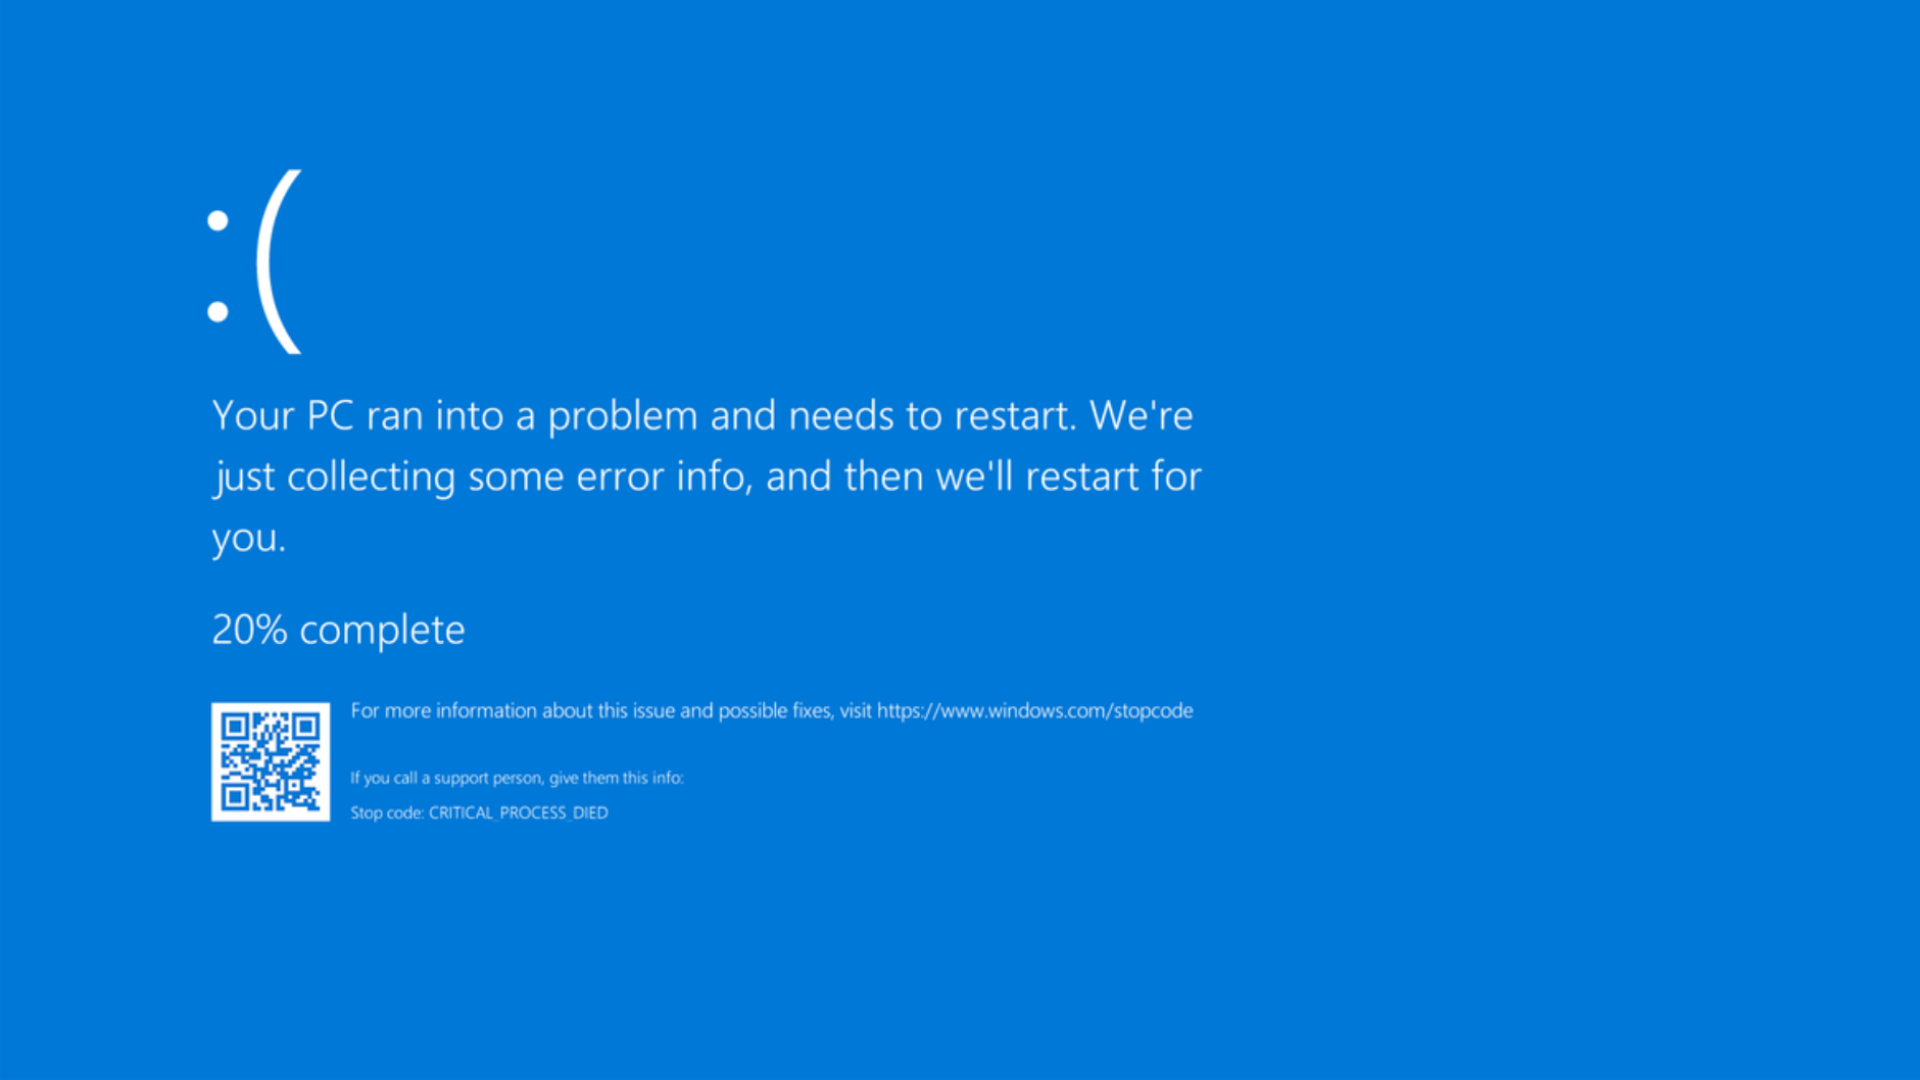 :(
Your PC ran into a problem and needs to restart. We're
just collecting some error info, and then we'll restart for
you.
20% complete
For more information about this issue and possible fixes, visit https://www.windows.com/stopcode
If you call a support person, give them this info:
Stop code: CRITICAL_PROCESS_DIED